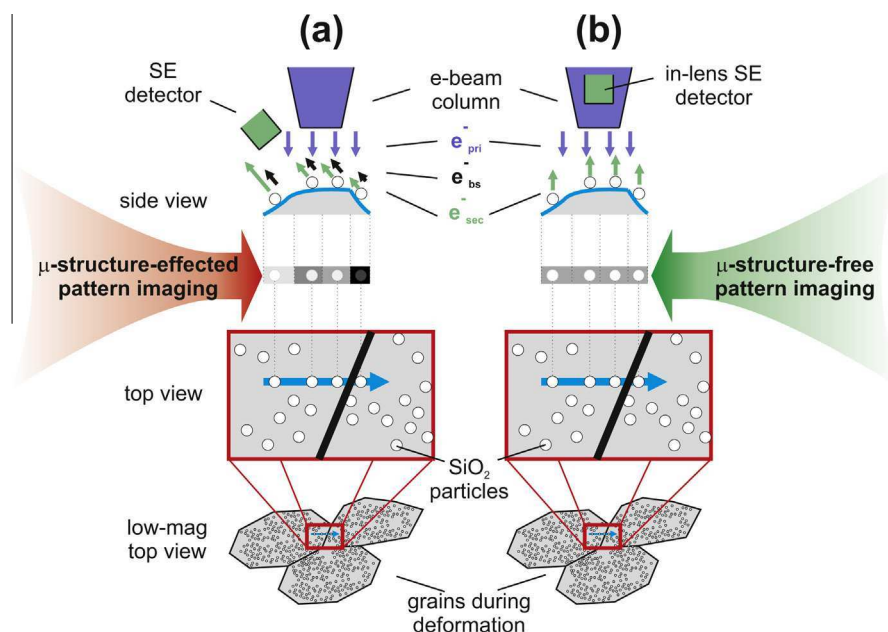 (a)
(b)
SE
detector
e-beam
column
in-lens SE
detector
e⁻pri
e⁻bs
e⁻sec
side view
μ-structure-effected
pattern imaging
μ-structure-free
pattern imaging
top view
SiO₂
particles
low-mag
top view
grains during
deformation